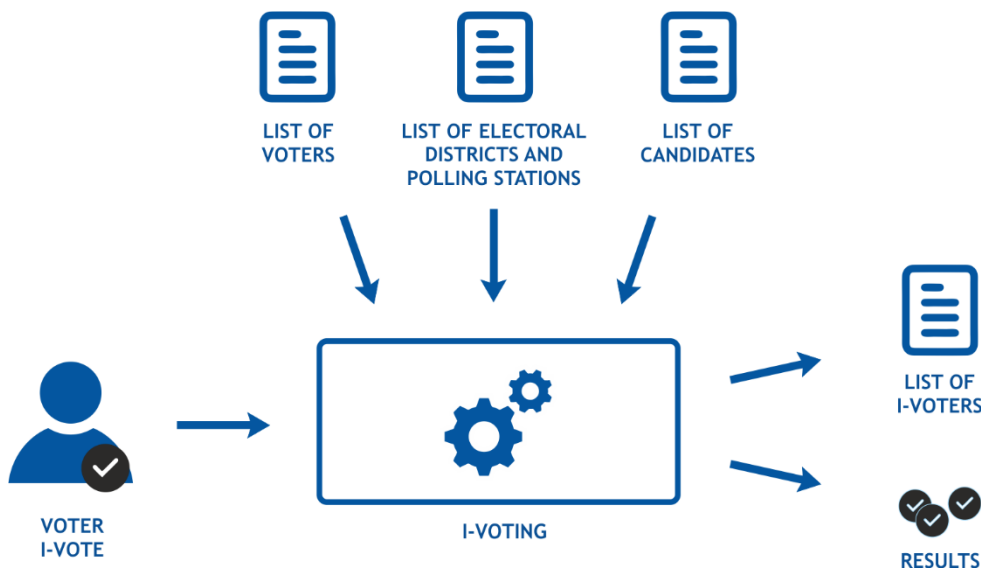 LIST OF
VOTERS
LIST OF ELECTORAL
DISTRICTS AND
POLLING STATIONS
LIST OF
CANDIDATES
LIST OF
I-VOTERS
VOTER
I-VOTE
I-VOTING
RESULTS